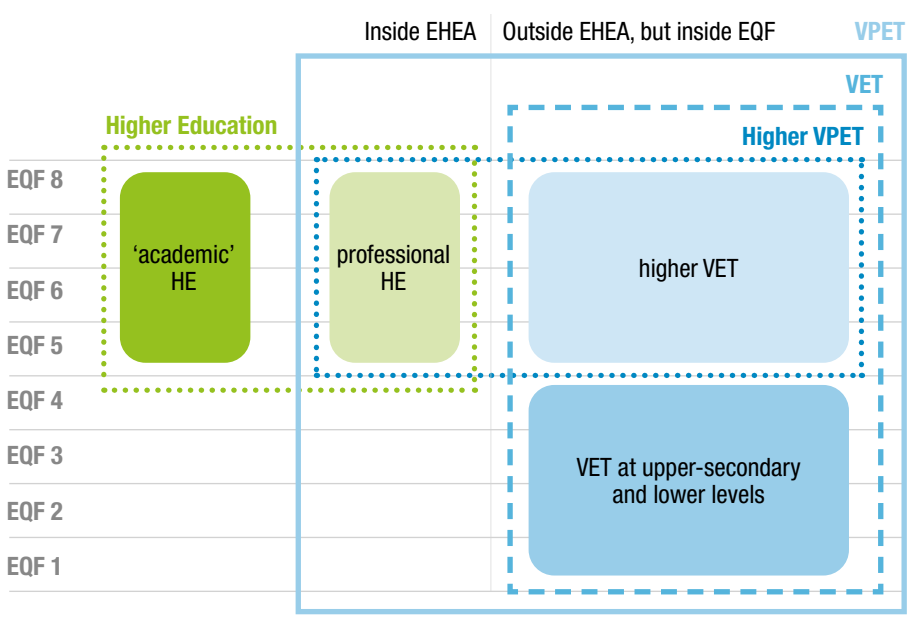 Inside EHEA
Outside EHEA, but inside EQF
VPET
VET
Higher Education
Higher VPET
EQF 8
EQF 7
EQF 6
EQF 5
EQF 4
EQF 3
EQF 2
EQF 1
‘academic’
HE
professional
HE
higher VET
VET at upper-secondary
and lower levels